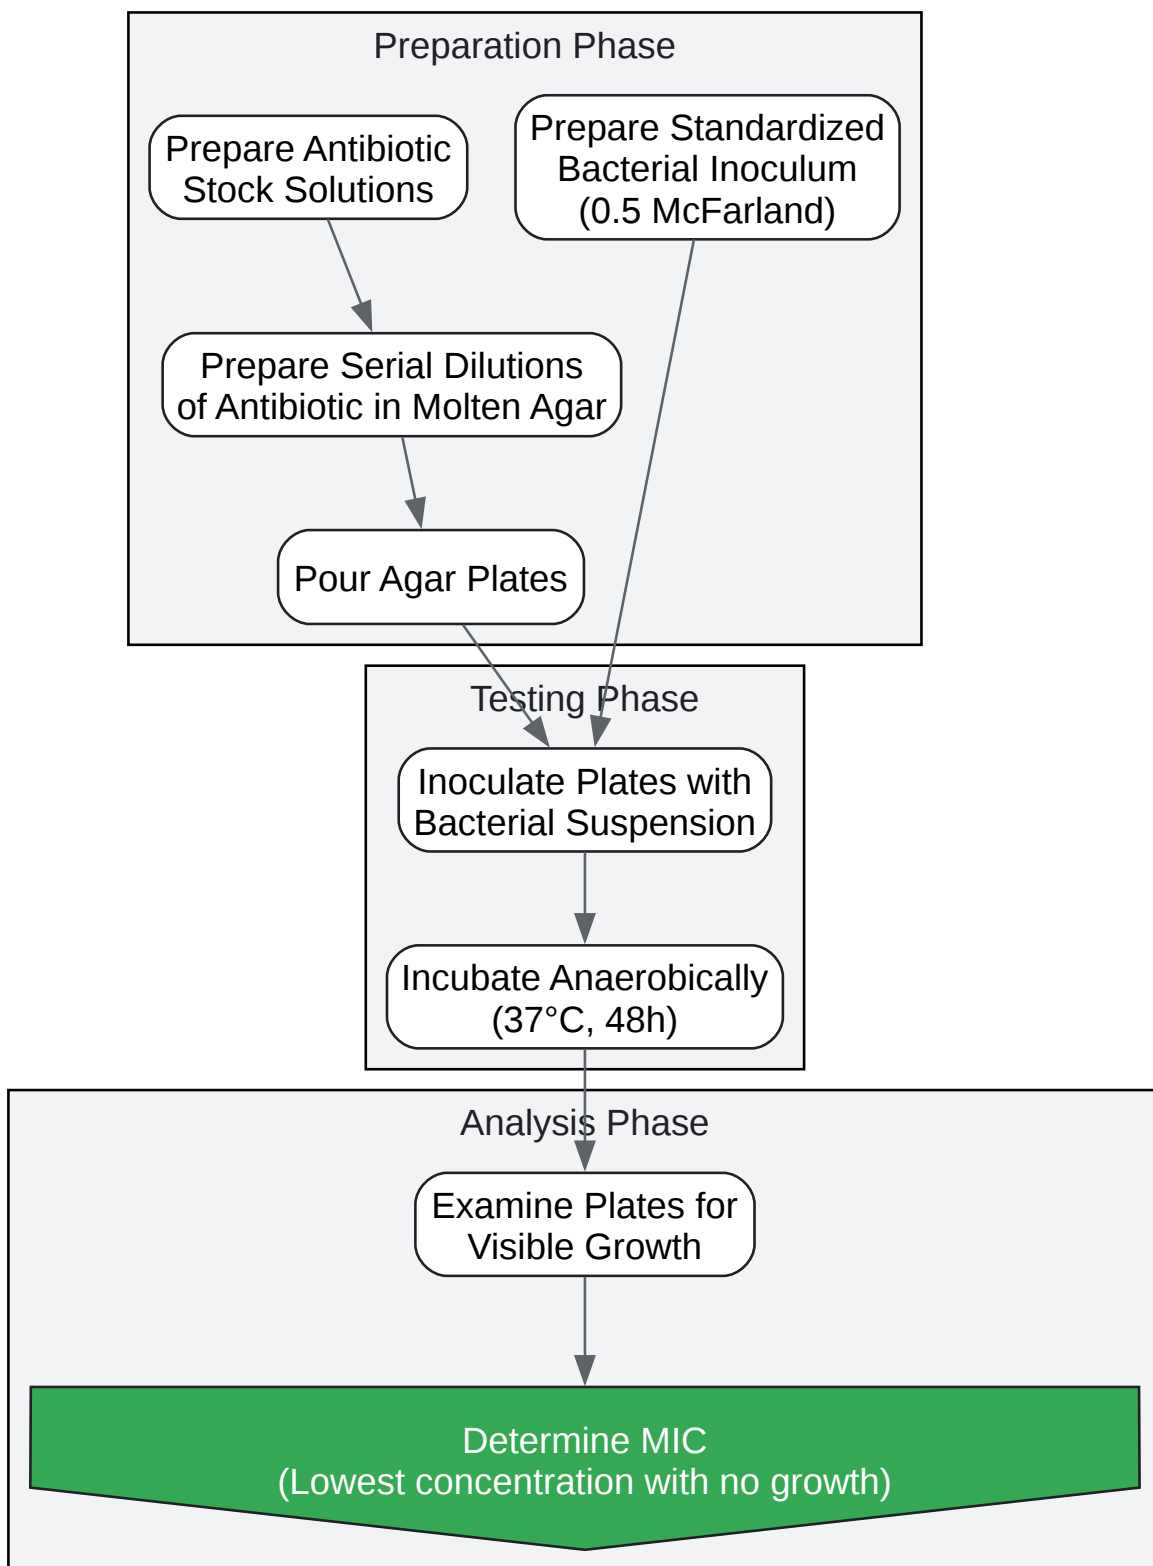 Preparation Phase
Prepare Antibiotic
Stock Solutions
Prepare Standardized
Bacterial Inoculum
(0.5 McFarland)
Prepare Serial Dilutions
of Antibiotic in Molten Agar
Pour Agar Plates
Testing Phase
Inoculate Plates with
Bacterial Suspension
Incubate Anaerobically
(37°C, 48h)
Analysis Phase
Examine Plates for
Visible Growth
Determine MIC
(Lowest concentration with no growth)